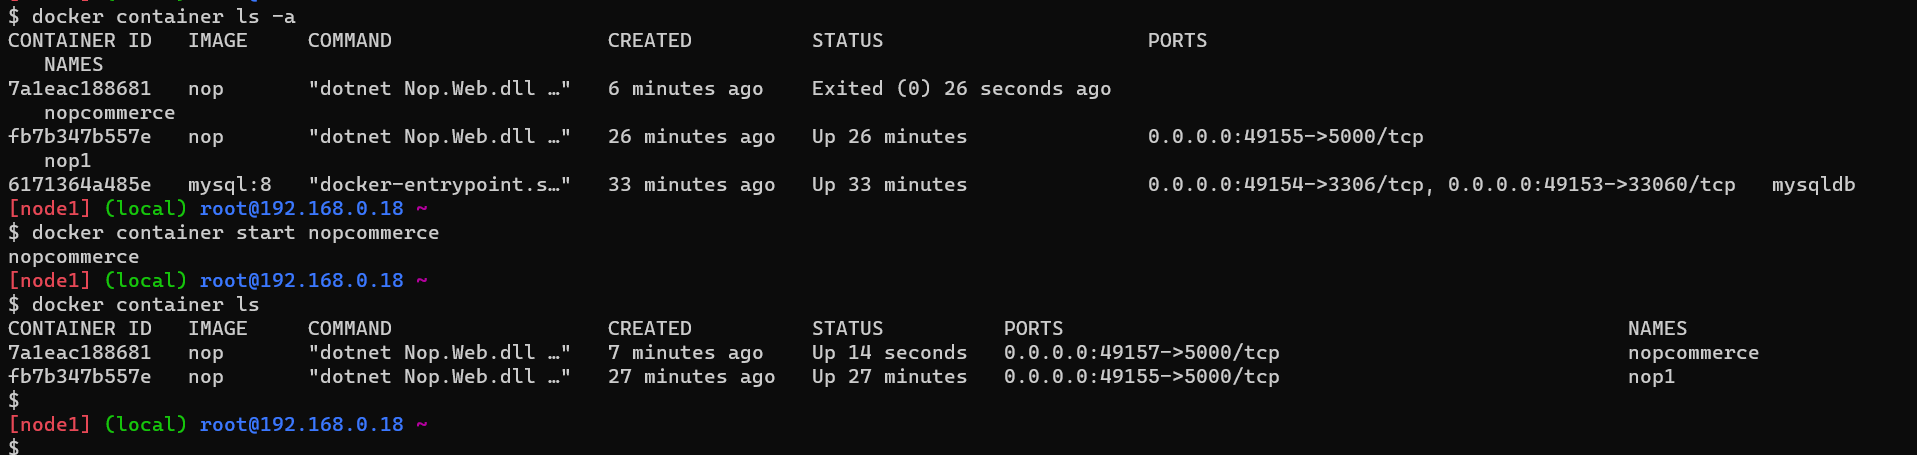 $ docker container ls -a
CONTAINER ID   IMAGE     COMMAND                  CREATED          STATUS                      PORTS
   NAMES
7a1eac188681   nop       "dotnet Nop.Web.dll …"   6 minutes ago    Exited (0) 26 seconds ago
   nopcommerce
fb7b347b557e   nop       "dotnet Nop.Web.dll …"   26 minutes ago   Up 26 minutes               0.0.0.0:49155->5000/tcp
   nop1
6171364a485e   mysql:8   "docker-entrypoint.s…"   33 minutes ago   Up 33 minutes               0.0.0.0:49154->3306/tcp, 0.0.0.0:49153->33060/tcp   mysqldb
[node1] (local) root@192.168.0.18 ~
$ docker container start nopcommerce
nopcommerce
[node1] (local) root@192.168.0.18 ~
$ docker container ls
CONTAINER ID   IMAGE     COMMAND                  CREATED          STATUS          PORTS                                               NAMES
7a1eac188681   nop       "dotnet Nop.Web.dll …"   7 minutes ago    Up 14 seconds   0.0.0.0:49157->5000/tcp                             nopcommerce
fb7b347b557e   nop       "dotnet Nop.Web.dll …"   27 minutes ago   Up 27 minutes   0.0.0.0:49155->5000/tcp                             nop1
$
[node1] (local) root@192.168.0.18 ~
$